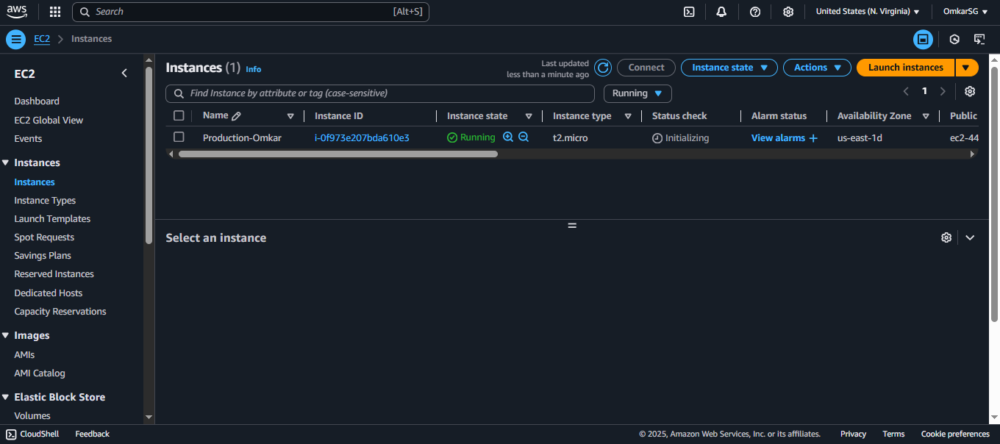 aws Search [Alt+S] United States (N. Virginia) OmkarSG
EC2 Instances
EC2
Dashboard
EC2 Global View
Events
Instances
Instances
Instance Types
Launch Templates
Spot Requests
Savings Plans
Reserved Instances
Dedicated Hosts
Capacity Reservations
Images
AMIs
AMI Catalog
Elastic Block Store
Volumes
Instances (1) Info
Last updated
less than a minute ago
Connect Instance state Actions Launch instances
Find Instance by attribute or tag (case-sensitive) Running 1
Name Instance ID Instance state Instance type Status check Alarm status Availability Zone Public
Production-Omkar i-0f973e207bda610e3 Running t2.micro Initializing View alarms + us-east-1d ec2-44
Select an instance
CloudShell Feedback © 2025, Amazon Web Services, Inc. or its affiliates. Privacy Terms Cookie preferences